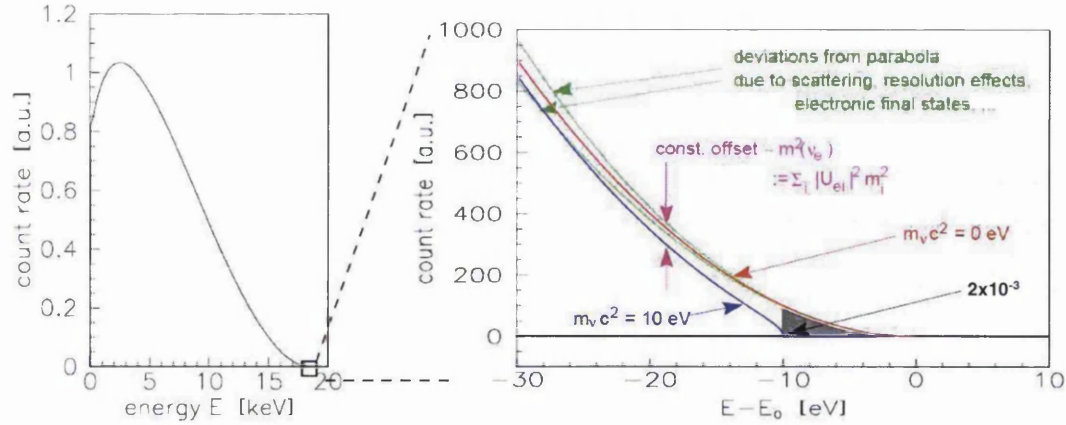 1.2
1
0.8
0.6
0.4
0.2
0
0 5 10 15 20
energy E [keV]
count rate [a.u.]
1000
800
600
400
200
0
-30 -20 -10 0 10
E-E₀ [eV]
count rate [a.u.]
deviations from parabola
due to scattering, resolution effects,
electronic final states, ...
const. offset ~ m²(νₑ)
:= Σᵢ |Uₑᵢ|² mᵢ²
mᵥc² = 0 eV
2x10⁻³
mᵥc² = 10 eV